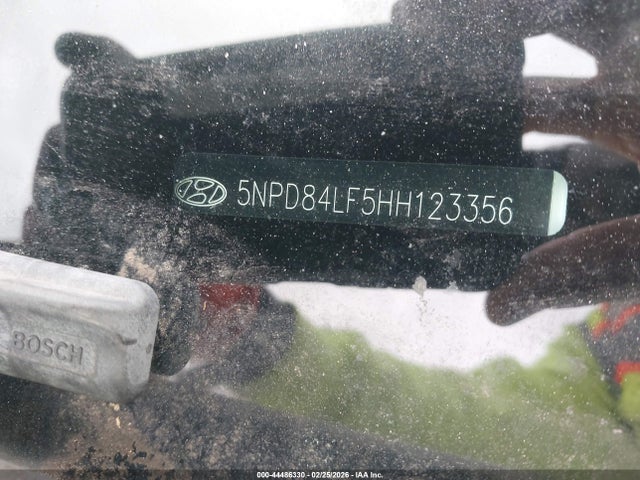 5NPD84LF5HH123356
BOSCH
000-44486330 - 02/25/2026 - IAA Inc.